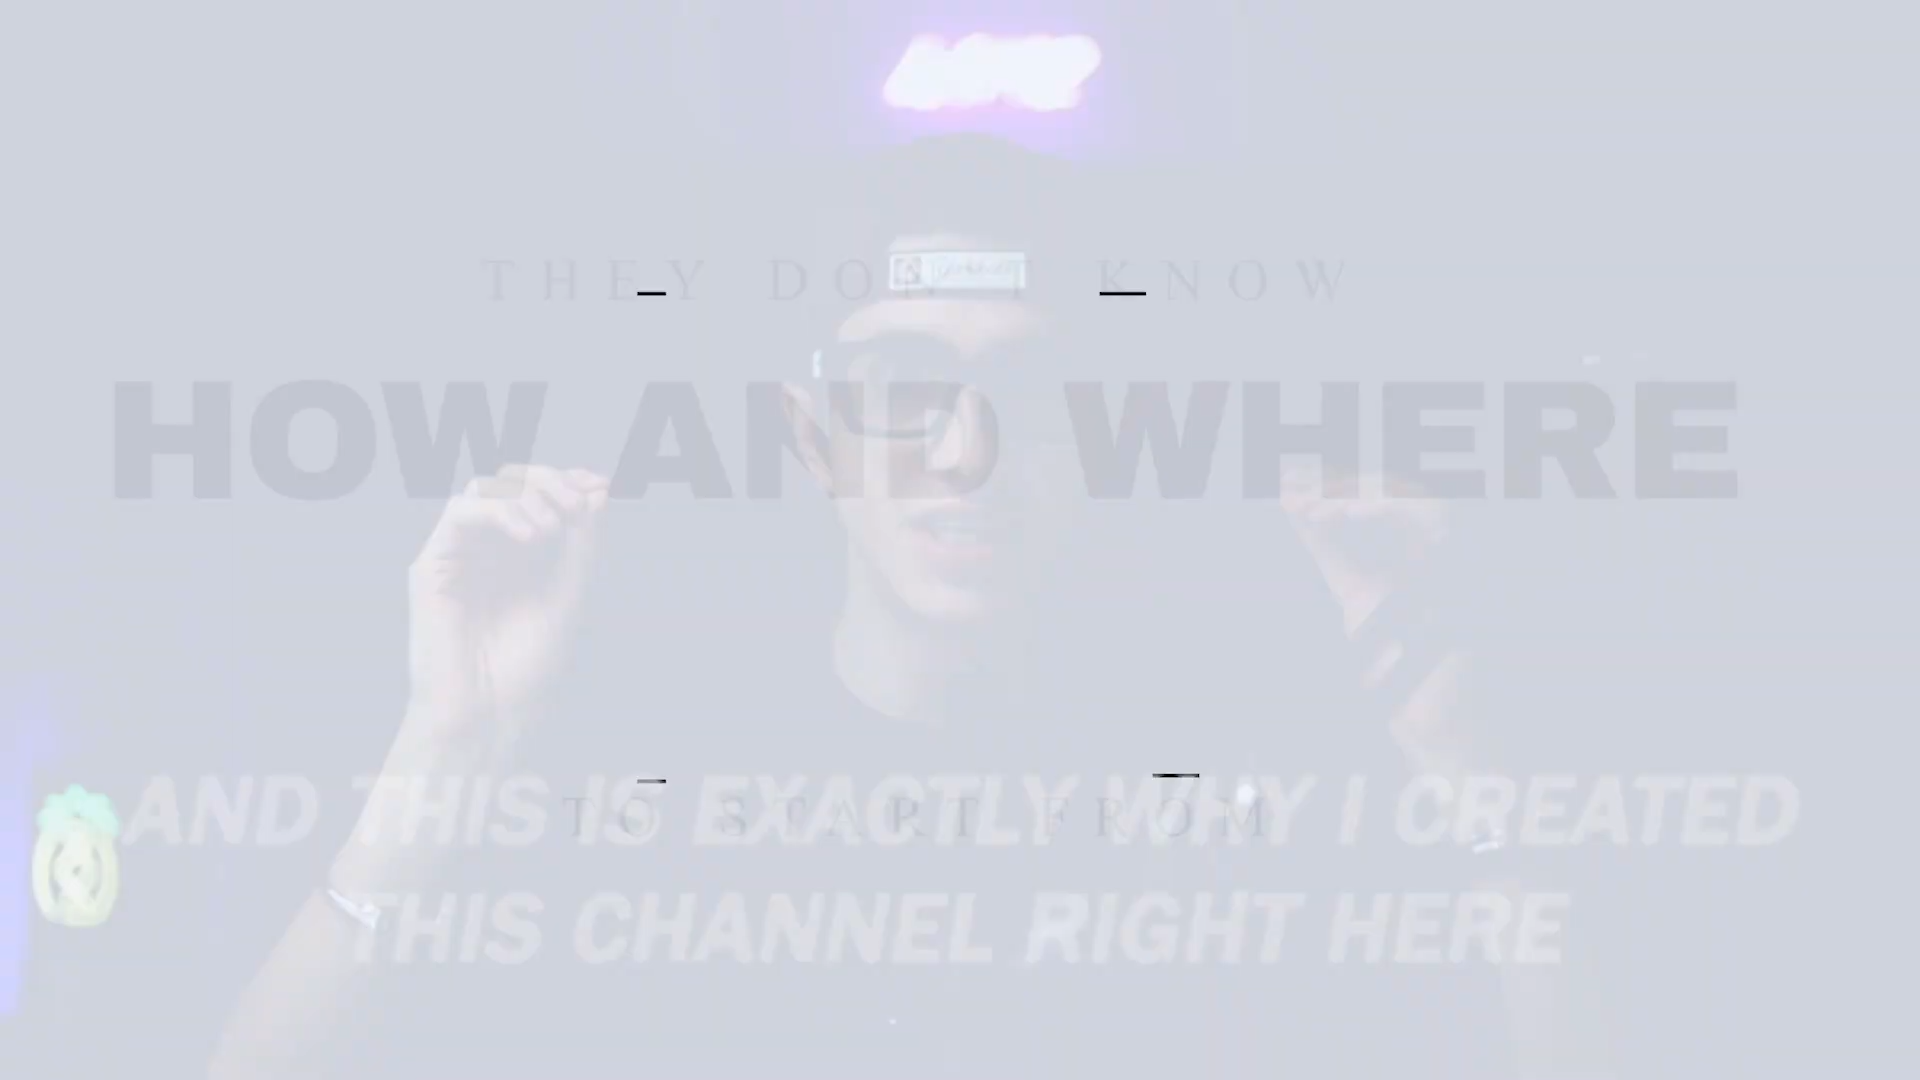 THEY DON'T KNOW
HOW AND WHERE
TO START FROM
AND THIS IS EXACTLY WHY I CREATED
THIS CHANNEL RIGHT HERE